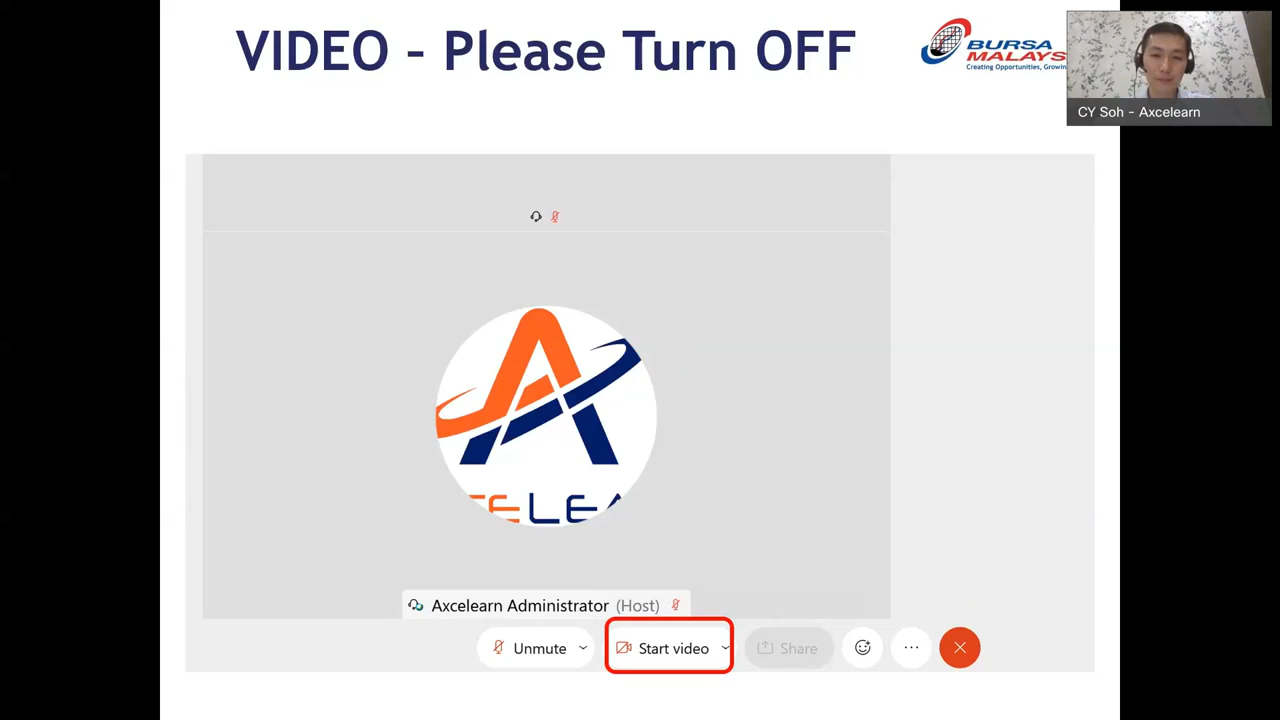 VIDEO - Please Turn OFF
BURSA
MALAYS
Creating Opportunities, Growin
CY Soh - Axcelearn
ELEA
Axcelearn Administrator (Host)
Unmute
Start video
Share